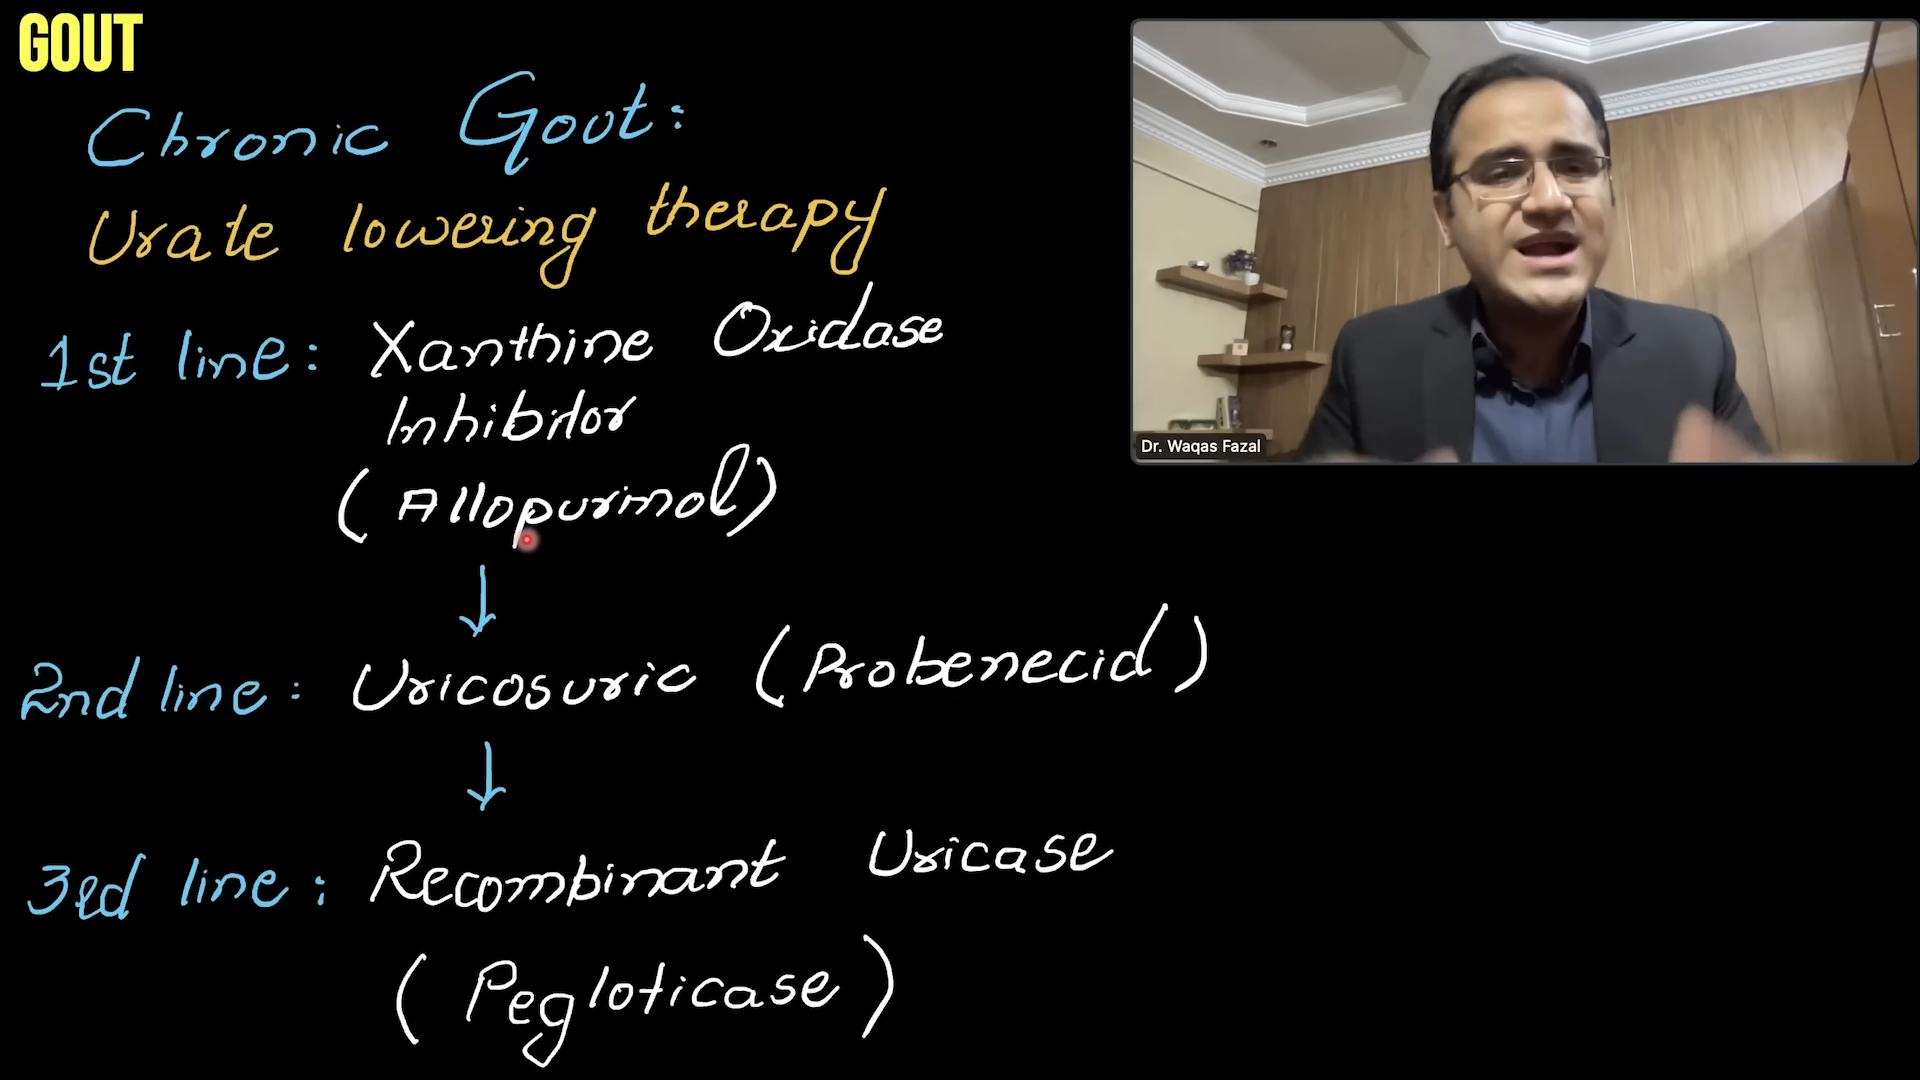 GOUT
Chronic Gout:
Urate lowering therapy
1st line: Xanthine Oxidase
Inhibitor
(Allopurinol)
2nd line: Uricosuric (Probenecid)
3rd line: Recombinant Uricase
(Pegloticase)
Dr. Waqas Fazal